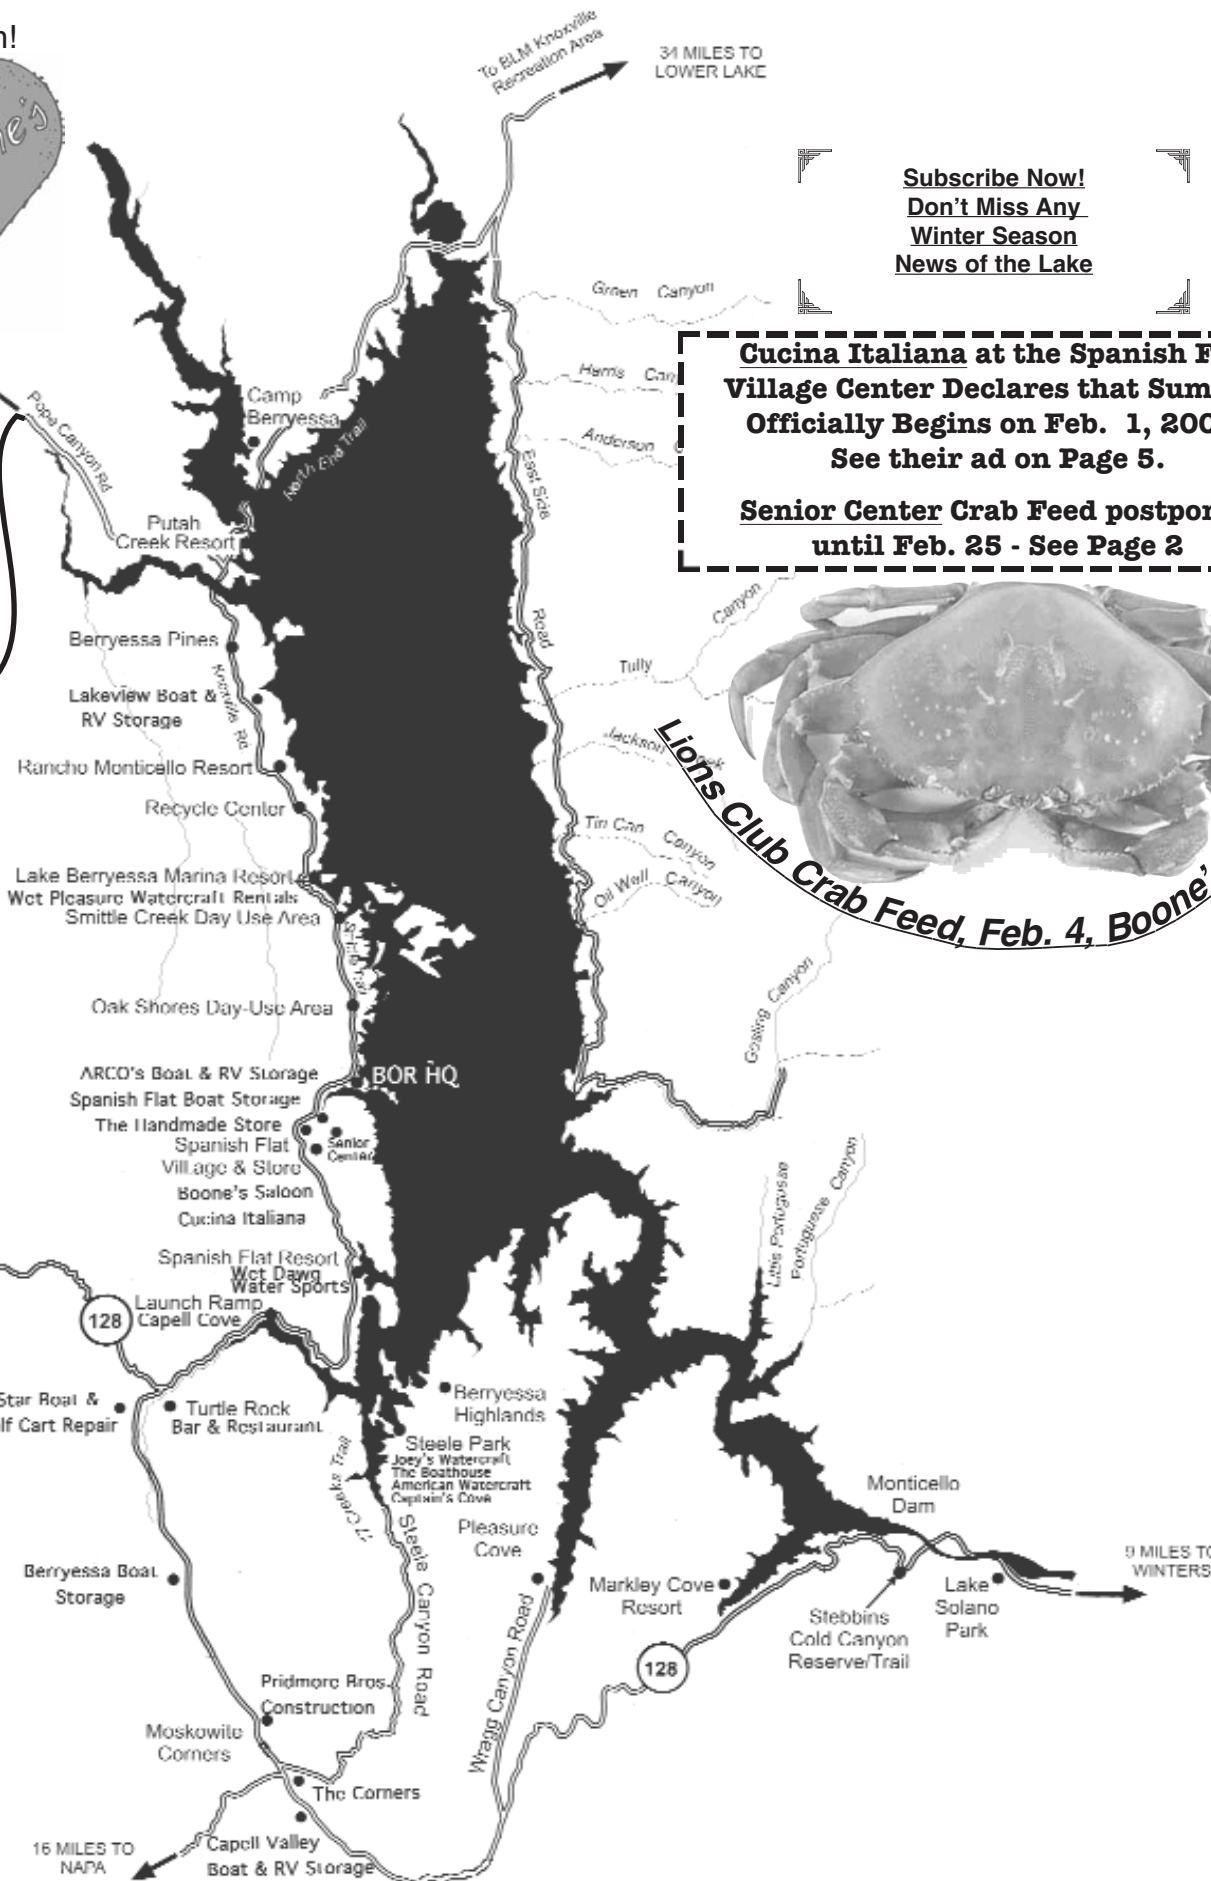 To BLM Knoxville
Recreation Area
31 MILES TO
LOWER LAKE
Subscribe Now!
Don't Miss Any
Winter Season
News of the Lake
Green Canyon
Cucina Italiana at the Spanish
Village Center Declares that
Officially Begins on Feb. 1,
See their ad on Page 5.
Senior Center Crab Feed
until Feb. 25 - See Page 2
Harris
Anderson
Camp
Berryessa
North End Trail
East Side
Road
Pope Canyon Rd
Putah
Creek Resort
Canyon
Tully
Berryessa Pines
Knoxville Rd
Lakeview Boat &
RV Storage
Jackson
Lions Club Crab Feed, Feb. 4,
Rancho Monticello Resort
Recycle Center
Tin Can Canyon
Oil Well Canyon
Lake Berryessa Marina Resort
Wet Pleasure Watercraft Rentals
Smittle Creek Day Use Area
Oak Shores Day-Use Area
Gosling Canyon
ARCO's Boat & RV Storage
BOR HQ
Spanish Flat Boat Storage
The Handmade Store
Spanish Flat
Village & Store
Senior
Center
Boone's Saloon
Cucina Italiana
Little Portuguese
Portuguese Canyon
Spanish Flat Resort
Wet Dawg
Water Sports
Launch Ramp
Capell Cove
128
Star Boat &
Cart Repair
Turtle Rock
Bar & Restaurant
Berryessa
Highlands
Steele Park
Joey's Watercraft
The Boathouse
American Watercraft
Captain's Cove
Creeks Trail
Steele Canyon Road
Pleasure
Cove
Monticello
Dam
9 MILES TO
WINTERS
Berryessa Boat
Storage
Markley Cove
Resort
Stebbins
Cold Canyon
Reserve/Trail
Lake
Solano
Park
128
Wragg Canyon Road
Pridmore Bros.
Construction
Moskowite
Corners
The Corners
16 MILES TO
NAPA
Capell Valley
Boat & RV Storage